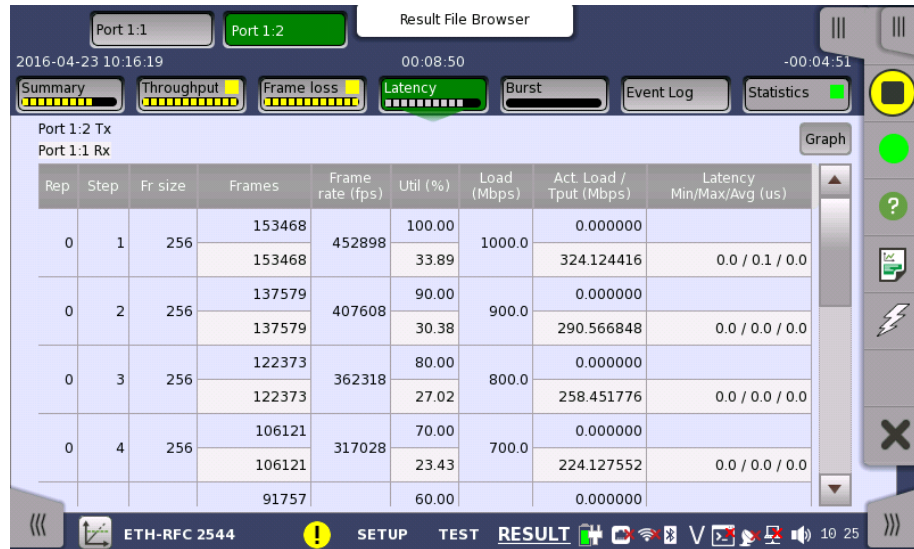 Result File Browser
Port 1:1
Port 1:2
2016-04-23 10:16:19
00:08:50
-00:04:51
Summary
Throughput
Frame loss
Latency
Burst
Event Log
Statistics
Port 1:2 Tx
Port 1:1 Rx
Graph
Rep Step Fr size Frames Frame rate (fps) Util (%) Load (Mbps) Act. Load / Tput (Mbps) Latency Min/Max/Avg (us)
0 1 256 153468 452898 100.00 1000.0 0.000000
153468 33.89 324.124416 0.0 / 0.1 / 0.0
0 2 256 137579 407608 90.00 900.0 0.000000
137579 30.38 290.566848 0.0 / 0.0 / 0.0
0 3 256 122373 362318 80.00 800.0 0.000000
122373 27.02 258.451776 0.0 / 0.0 / 0.0
0 4 256 106121 317028 70.00 700.0 0.000000
106121 23.43 224.127552 0.0 / 0.0 / 0.0
91757 60.00 0.000000
ETH-RFC 2544
SETUP TEST RESULT
V
10 25